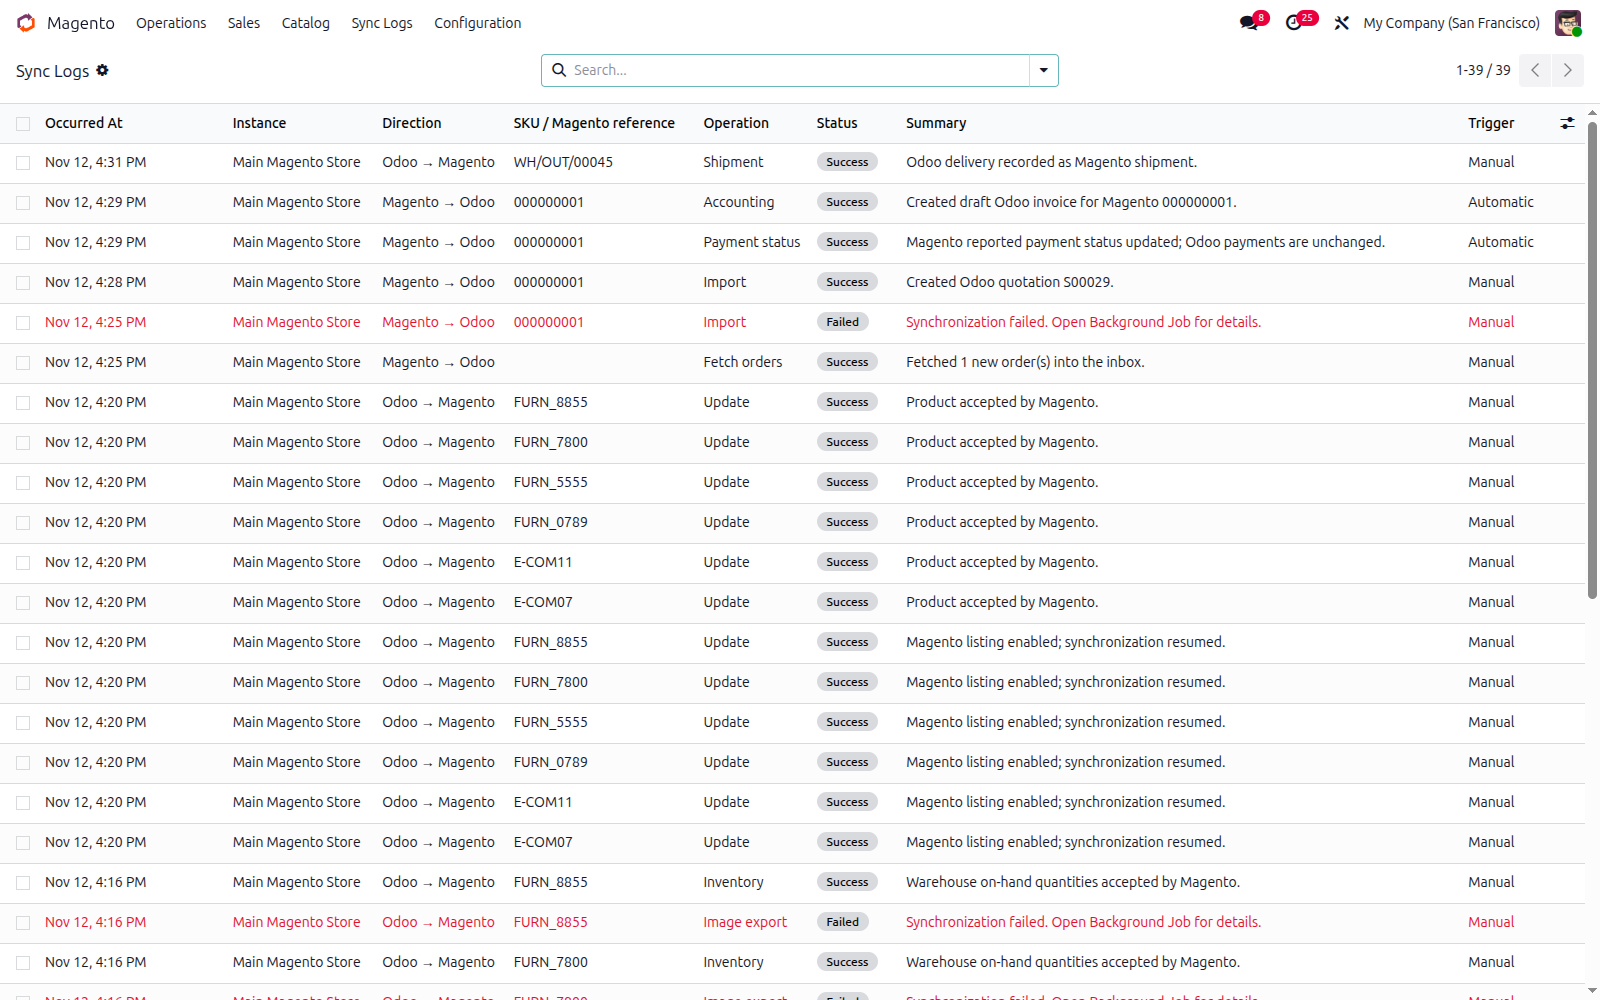 Magento Operations Sales Catalog Sync Logs Configuration 8 25 My Company (San Francisco)
Sync Logs Search... 1-39 / 39
Occurred At Instance Direction SKU / Magento reference Operation Status Summary Trigger
Nov 12, 4:31 PM Main Magento Store Odoo → Magento WH/OUT/00045 Shipment Success Odoo delivery recorded as Magento shipment. Manual
Nov 12, 4:29 PM Main Magento Store Magento → Odoo 000000001 Accounting Success Created draft Odoo invoice for Magento 000000001. Automatic
Nov 12, 4:29 PM Main Magento Store Magento → Odoo 000000001 Payment status Success Magento reported payment status updated; Odoo payments are unchanged. Automatic
Nov 12, 4:28 PM Main Magento Store Magento → Odoo 000000001 Import Success Created Odoo quotation S00029. Manual
Nov 12, 4:25 PM Main Magento Store Magento → Odoo 000000001 Import Failed Synchronization failed. Open Background Job for details. Manual
Nov 12, 4:25 PM Main Magento Store Magento → Odoo Fetch orders Success Fetched 1 new order(s) into the inbox. Manual
Nov 12, 4:20 PM Main Magento Store Odoo → Magento FURN_8855 Update Success Product accepted by Magento. Manual
Nov 12, 4:20 PM Main Magento Store Odoo → Magento FURN_7800 Update Success Product accepted by Magento. Manual
Nov 12, 4:20 PM Main Magento Store Odoo → Magento FURN_5555 Update Success Product accepted by Magento. Manual
Nov 12, 4:20 PM Main Magento Store Odoo → Magento FURN_0789 Update Success Product accepted by Magento. Manual
Nov 12, 4:20 PM Main Magento Store Odoo → Magento E-COM11 Update Success Product accepted by Magento. Manual
Nov 12, 4:20 PM Main Magento Store Odoo → Magento E-COM07 Update Success Product accepted by Magento. Manual
Nov 12, 4:20 PM Main Magento Store Odoo → Magento FURN_8855 Update Success Magento listing enabled; synchronization resumed. Manual
Nov 12, 4:20 PM Main Magento Store Odoo → Magento FURN_7800 Update Success Magento listing enabled; synchronization resumed. Manual
Nov 12, 4:20 PM Main Magento Store Odoo → Magento FURN_5555 Update Success Magento listing enabled; synchronization resumed. Manual
Nov 12, 4:20 PM Main Magento Store Odoo → Magento FURN_0789 Update Success Magento listing enabled; synchronization resumed. Manual
Nov 12, 4:20 PM Main Magento Store Odoo → Magento E-COM11 Update Success Magento listing enabled; synchronization resumed. Manual
Nov 12, 4:20 PM Main Magento Store Odoo → Magento E-COM07 Update Success Magento listing enabled; synchronization resumed. Manual
Nov 12, 4:16 PM Main Magento Store Odoo → Magento FURN_8855 Inventory Success Warehouse on-hand quantities accepted by Magento. Manual
Nov 12, 4:16 PM Main Magento Store Odoo → Magento FURN_8855 Image export Failed Synchronization failed. Open Background Job for details. Manual
Nov 12, 4:16 PM Main Magento Store Odoo → Magento FURN_7800 Inventory Success Warehouse on-hand quantities accepted by Magento. Manual